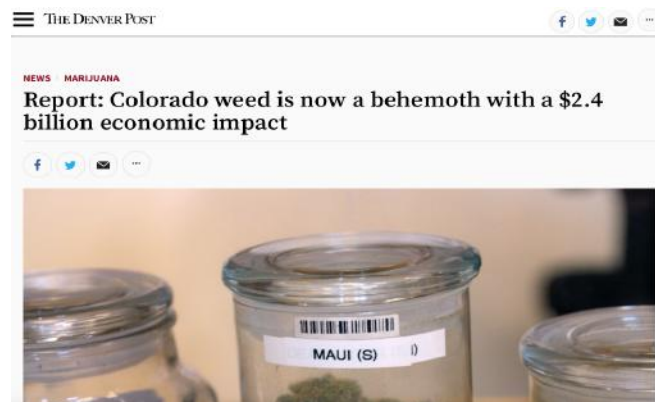 THE DENVER POST
NEWS MARIJUANA
Report: Colorado weed is now a behemoth with a $2.4
billion economic impact
MAUI (S) I)